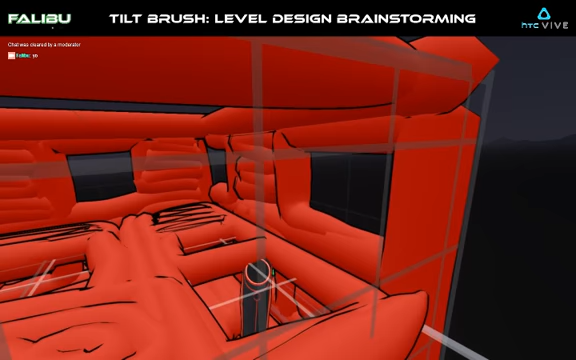 FALIBU
TILT BRUSH: LEVEL DESIGN BRAINSTORMING
hTC VIVE
Chat was cleared by a moderator